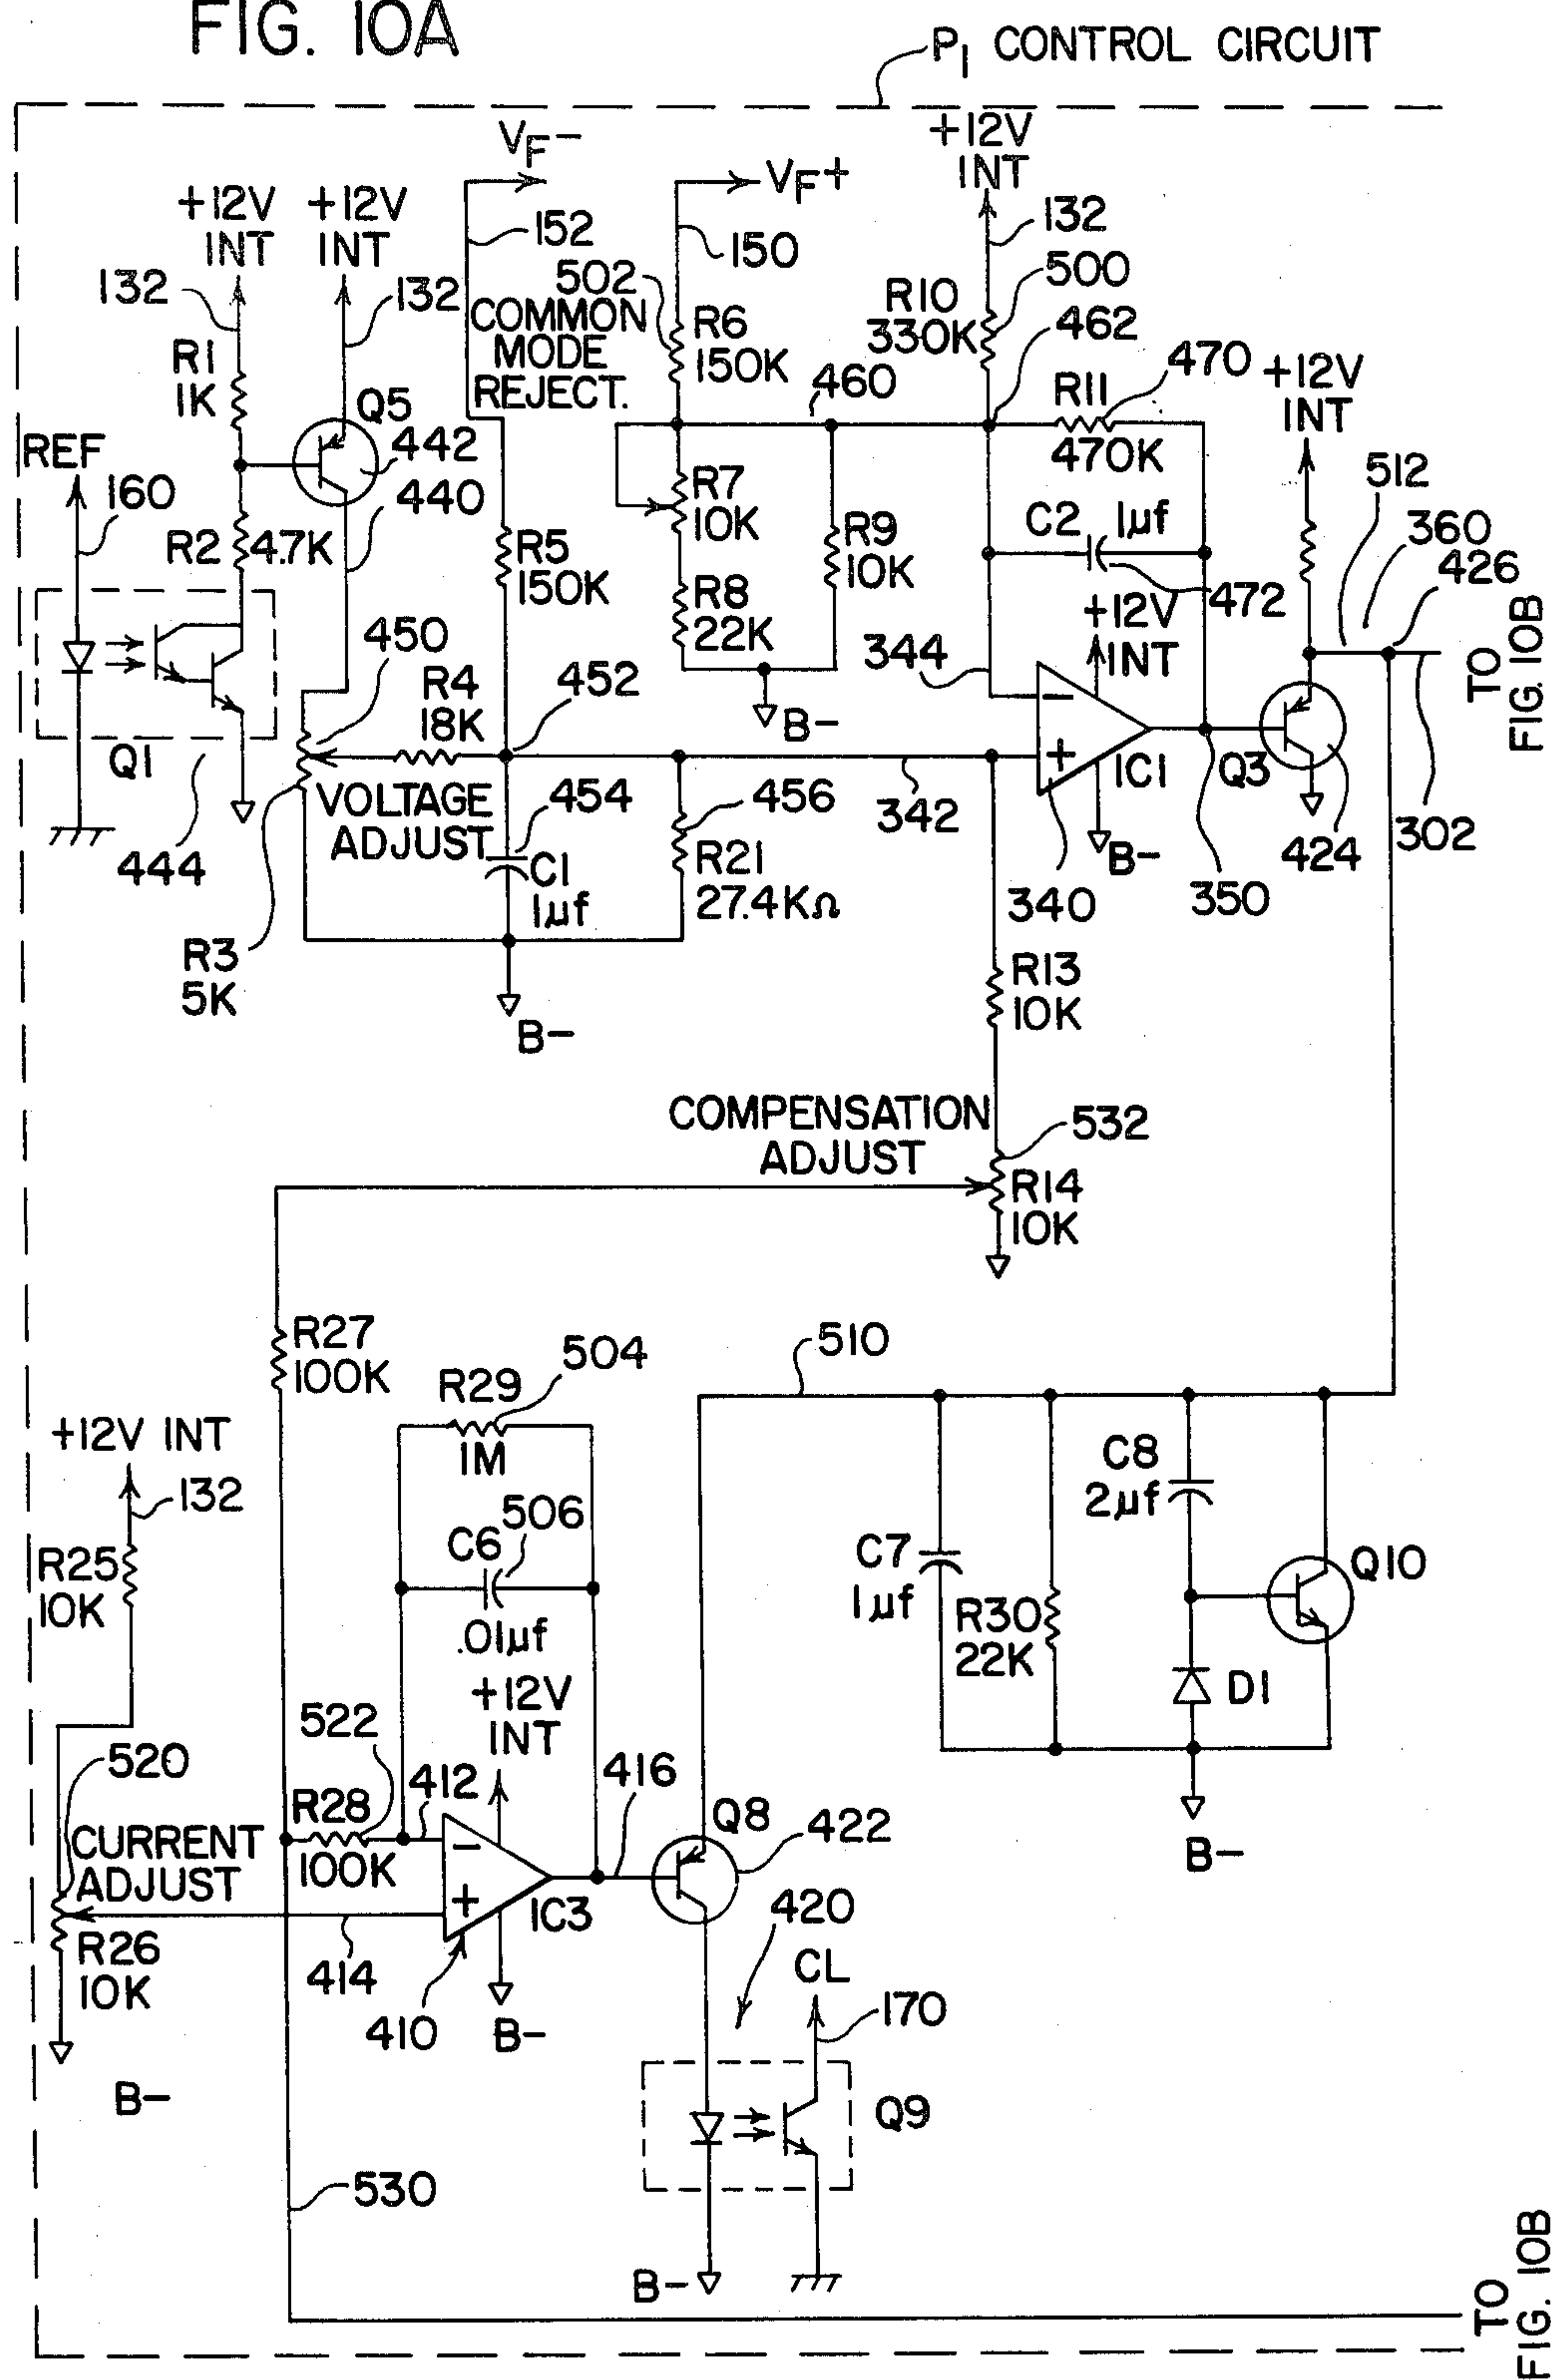 FIG. 10A
P1 CONTROL CIRCUIT
VF-
VF+
+12V
INT
+12V
INT
+12V
INT
132
132
152
150
132
502
COMMON
MODE
REJECT.
R6
150K
R10
330K
500
462
460
R11
470K
470
+12V
INT
R1
1K
Q5
442
440
REF
160
R2
4.7K
R5
150K
R7
10K
R9
10K
R8
22K
C2
1µf
472
512
360
426
TO
FIG. 10B
+12V
INT
344
450
R4
18K
452
B-
Q1
444
VOLTAGE
ADJUST
454
456
C1
1µf
R21
27.4KΩ
342
340
IC1
B-
350
Q3
424
302
R3
5K
B-
R13
10K
COMPENSATION
ADJUST
532
R14
10K
R27
100K
R29
1M
504
510
+12V INT
132
R25
10K
C6
.01µf
506
C7
1µf
R30
22K
C8
2µf
Q10
D1
B-
+12V
INT
522
520
R28
100K
412
416
CURRENT
ADJUST
IC3
Q8
422
420
R26
10K
414
410
B-
CL
170
B-
Q9
530
B-
TO
FIG. 10B